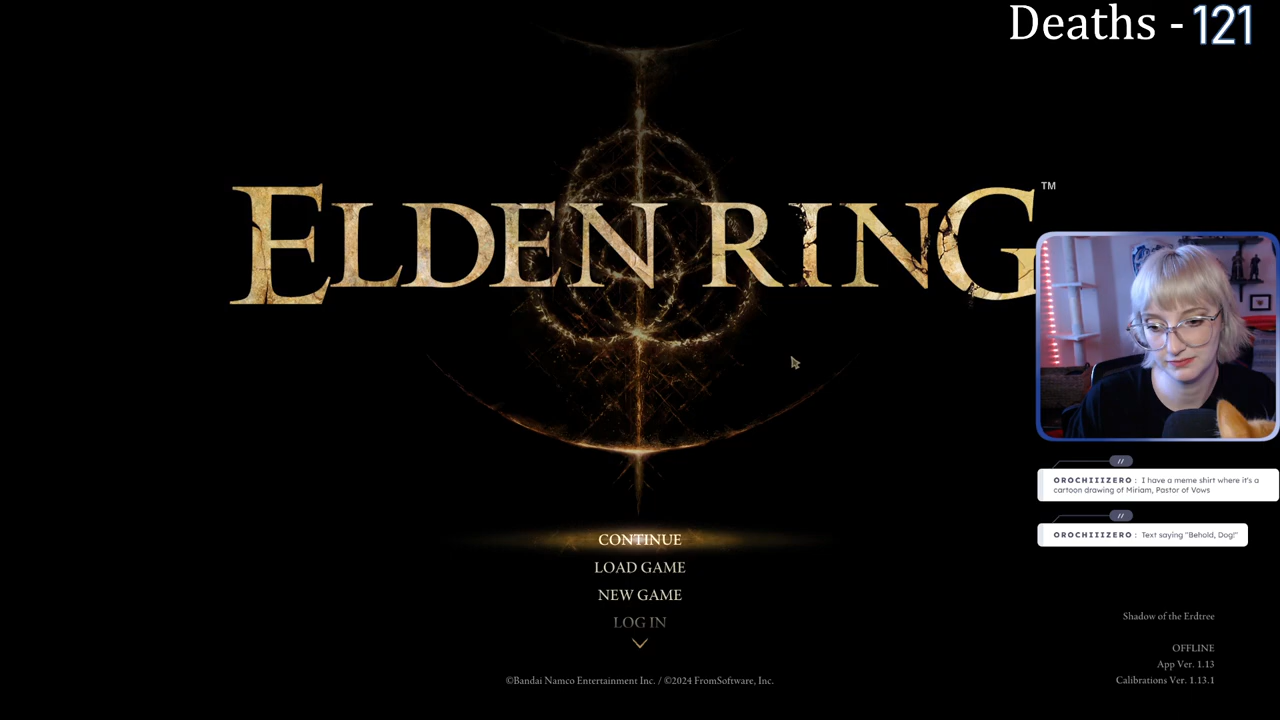 Deaths - 121
ELDEN RING™
OROCHIIIZERO : I have a meme shirt where it's a
cartoon drawing of Miriam, Pastor of Vows
OROCHIIIZERO : Text saying "Behold, Dog!"
CONTINUE
LOAD GAME
NEW GAME
LOG IN
Shadow of the Erdtree
OFFLINE
App Ver. 1.13
Calibrations Ver. 1.13.1
©Bandai Namco Entertainment Inc. / ©2024 FromSoftware, Inc.